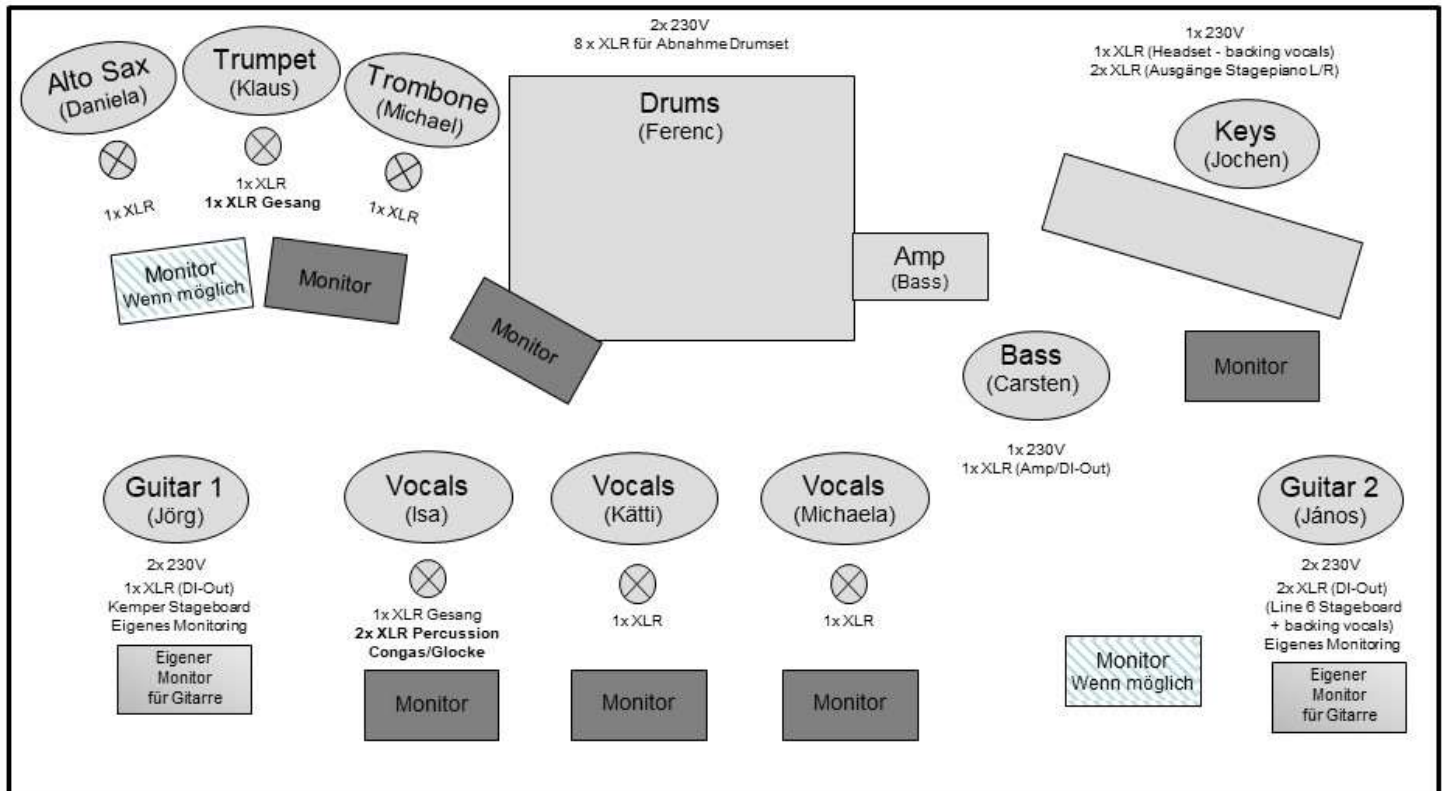 Alto Sax
(Daniela)
1x XLR
Trumpet
(Klaus)
1x XLR
1x XLR Gesang
Trombone
(Michael)
1x XLR
Monitor
Wenn möglich
Monitor
2x 230V
8 x XLR für Abnahme Drumset
Drums
(Ferenc)
Monitor
Amp
(Bass)
1x 230V
1x XLR (Headset - backing vocals)
2x XLR (Ausgänge Stagepiano L/R)
Keys
(Jochen)
Monitor
Bass
(Carsten)
1x 230V
1x XLR (Amp/DI-Out)
Guitar 1
(Jörg)
2x 230V
1x XLR (DI-Out)
Kemper Stageboard
Eigenes Monitoring
Eigener
Monitor
für Gitarre
Vocals
(Isa)
1x XLR Gesang
2x XLR Percussion
Congas/Glocke
Monitor
Vocals
(Kätti)
1x XLR
Monitor
Vocals
(Michaela)
1x XLR
Monitor
Monitor
Wenn möglich
Guitar 2
(János)
2x 230V
2x XLR (DI-Out)
(Line 6 Stageboard
+ backing vocals)
Eigenes Monitoring
Eigener
Monitor
für Gitarre